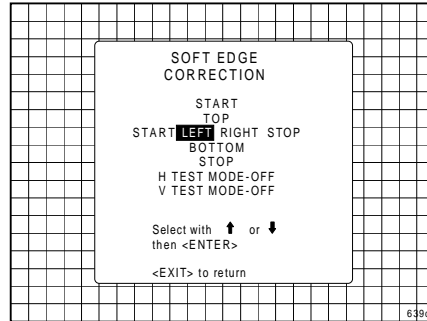 SOFT EDGE
CORRECTION
START
TOP
START LEFT RIGHT STOP
BOTTOM
STOP
H TEST MODE-OFF
V TEST MODE-OFF
Select with ⬆ or ⬇
then <ENTER>
<EXIT> to return